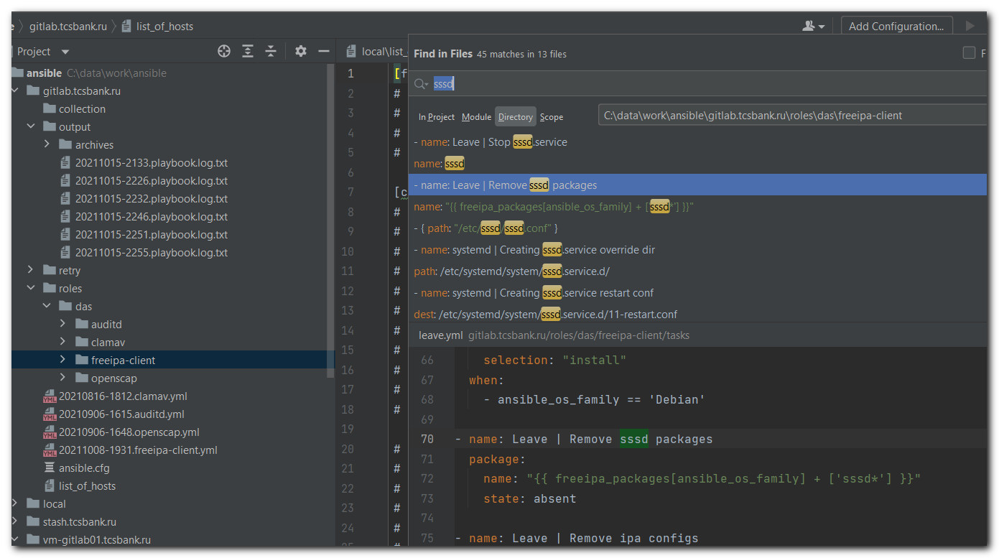 e gitlab.tcsbank.ru list_of_hosts
Add Configuration...
Project
ansible C:\data\work\ansible
gitlab.tcsbank.ru
collection
output
archives
20211015-2133.playbook.log.txt
20211015-2226.playbook.log.txt
20211015-2232.playbook.log.txt
20211015-2246.playbook.log.txt
20211015-2251.playbook.log.txt
20211015-2255.playbook.log.txt
retry
roles
das
auditd
clamav
freeipa-client
openscap
YML 20210816-1812.clamav.yml
YML 20210906-1615.auditd.yml
YML 20210906-1648.openscap.yml
YML 20211008-1931.freeipa-client.yml
ansible.cfg
list_of_hosts
local
stash.tcsbank.ru
vm-gitlab01.tcsbank.ru
local\list_
1 [f
2 #
3 #
4 #
5 #
6
7 [c
8 #
9 #
10 #
11 #
12 #
13 #
14 #
15 #
16 #
17 #
18 #
19
20 #
21 #
22 #
23 #
24 #
Find in Files 45 matches in 13 files
F
sssd
In Project Module Directory Scope
C:\data\work\ansible\gitlab.tcsbank.ru\roles\das\freeipa-client
- name: Leave | Stop sssd.service
name: sssd
- name: Leave | Remove sssd packages
name: "{{ freeipa_packages[ansible_os_family] + ['sssd*'] }}"
- { path: "/etc/sssd/sssd.conf" }
- name: systemd | Creating sssd.service override dir
path: /etc/systemd/system/sssd.service.d/
- name: systemd | Creating sssd.service restart conf
dest: /etc/systemd/system/sssd.service.d/11-restart.conf
leave.yml gitlab.tcsbank.ru/roles/das/freeipa-client/tasks
66 selection: "install"
67 when:
68 - ansible_os_family == 'Debian'
69
70 - name: Leave | Remove sssd packages
71 package:
72 name: "{{ freeipa_packages[ansible_os_family] + ['sssd*'] }}"
73 state: absent
74
75 - name: Leave | Remove ipa configs